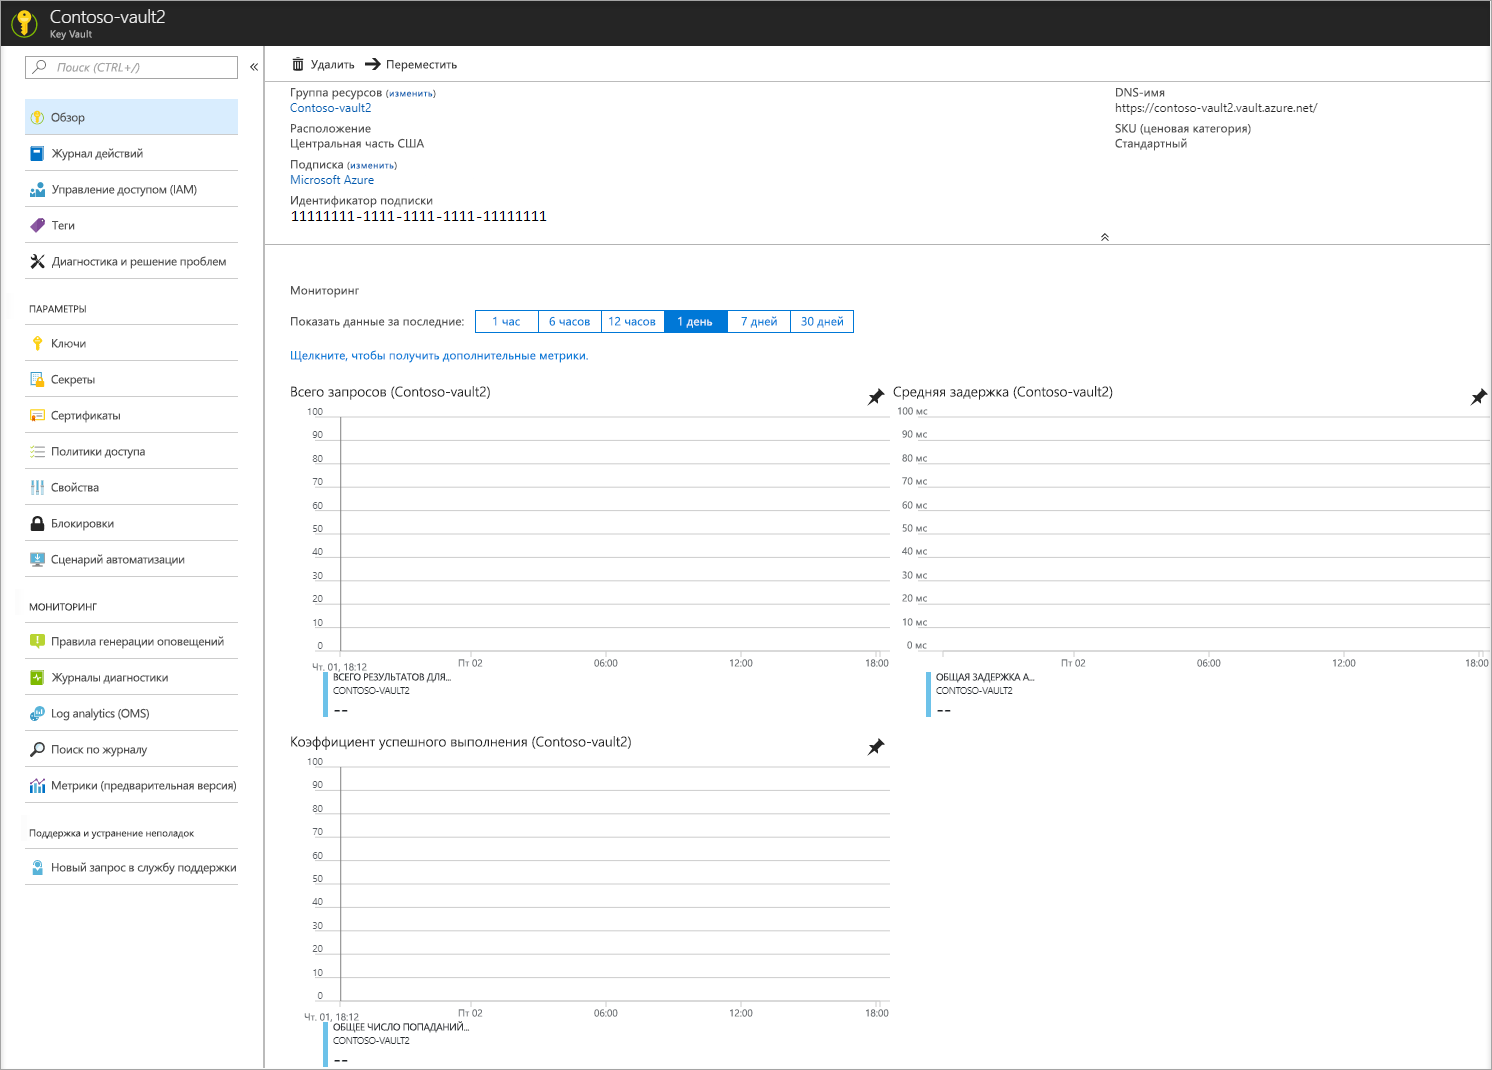 Contoso-vault2
Key Vault
Поиск (CTRL+/)
«
Обзор
Журнал действий
Управление доступом (IAM)
Теги
Диагностика и решение проблем
ПАРАМЕТРЫ
Ключи
Секреты
Сертификаты
Политики доступа
Свойства
Блокировки
Сценарий автоматизации
МОНИТОРИНГ
Правила генерации оповещений
Журналы диагностики
Log analytics (OMS)
Поиск по журналу
Метрики (предварительная версия)
Поддержка и устранение неполадок
Новый запрос в службу поддержки
Удалить Переместить
Группа ресурсов (изменить)
Contoso-vault2
Расположение
Центральная часть США
Подписка (изменить)
Microsoft Azure
Идентификатор подписки
11111111-1111-1111-1111-11111111
DNS-имя
https://contoso-vault2.vault.azure.net/
SKU (ценовая категория)
Стандартный
Мониторинг
Показать данные за последние: 1 час 6 часов 12 часов 1 день 7 дней 30 дней
Щелкните, чтобы получить дополнительные метрики.
Всего запросов (Contoso-vault2)
100
90
80
70
60
50
40
30
20
10
0
Чт. 01, 18:12 Пт 02 06:00 12:00 18:00
ВСЕГО РЕЗУЛЬТАТОВ ДЛЯ...
CONTOSO-VAULT2
--
Средняя задержка (Contoso-vault2)
100 мс
90 мс
80 мс
70 мс
60 мс
50 мс
40 мс
30 мс
20 мс
10 мс
0 мс
Пт 02 06:00 12:00 18:00
ОБЩАЯ ЗАДЕРЖКА А...
CONTOSO-VAULT2
--
Коэффициент успешного выполнения (Contoso-vault2)
100
90
80
70
60
50
40
30
20
10
0
Чт. 01, 18:12 Пт 02 06:00 12:00 18:00
ОБЩЕЕ ЧИСЛО ПОПАДАНИЙ...
CONTOSO-VAULT2
--